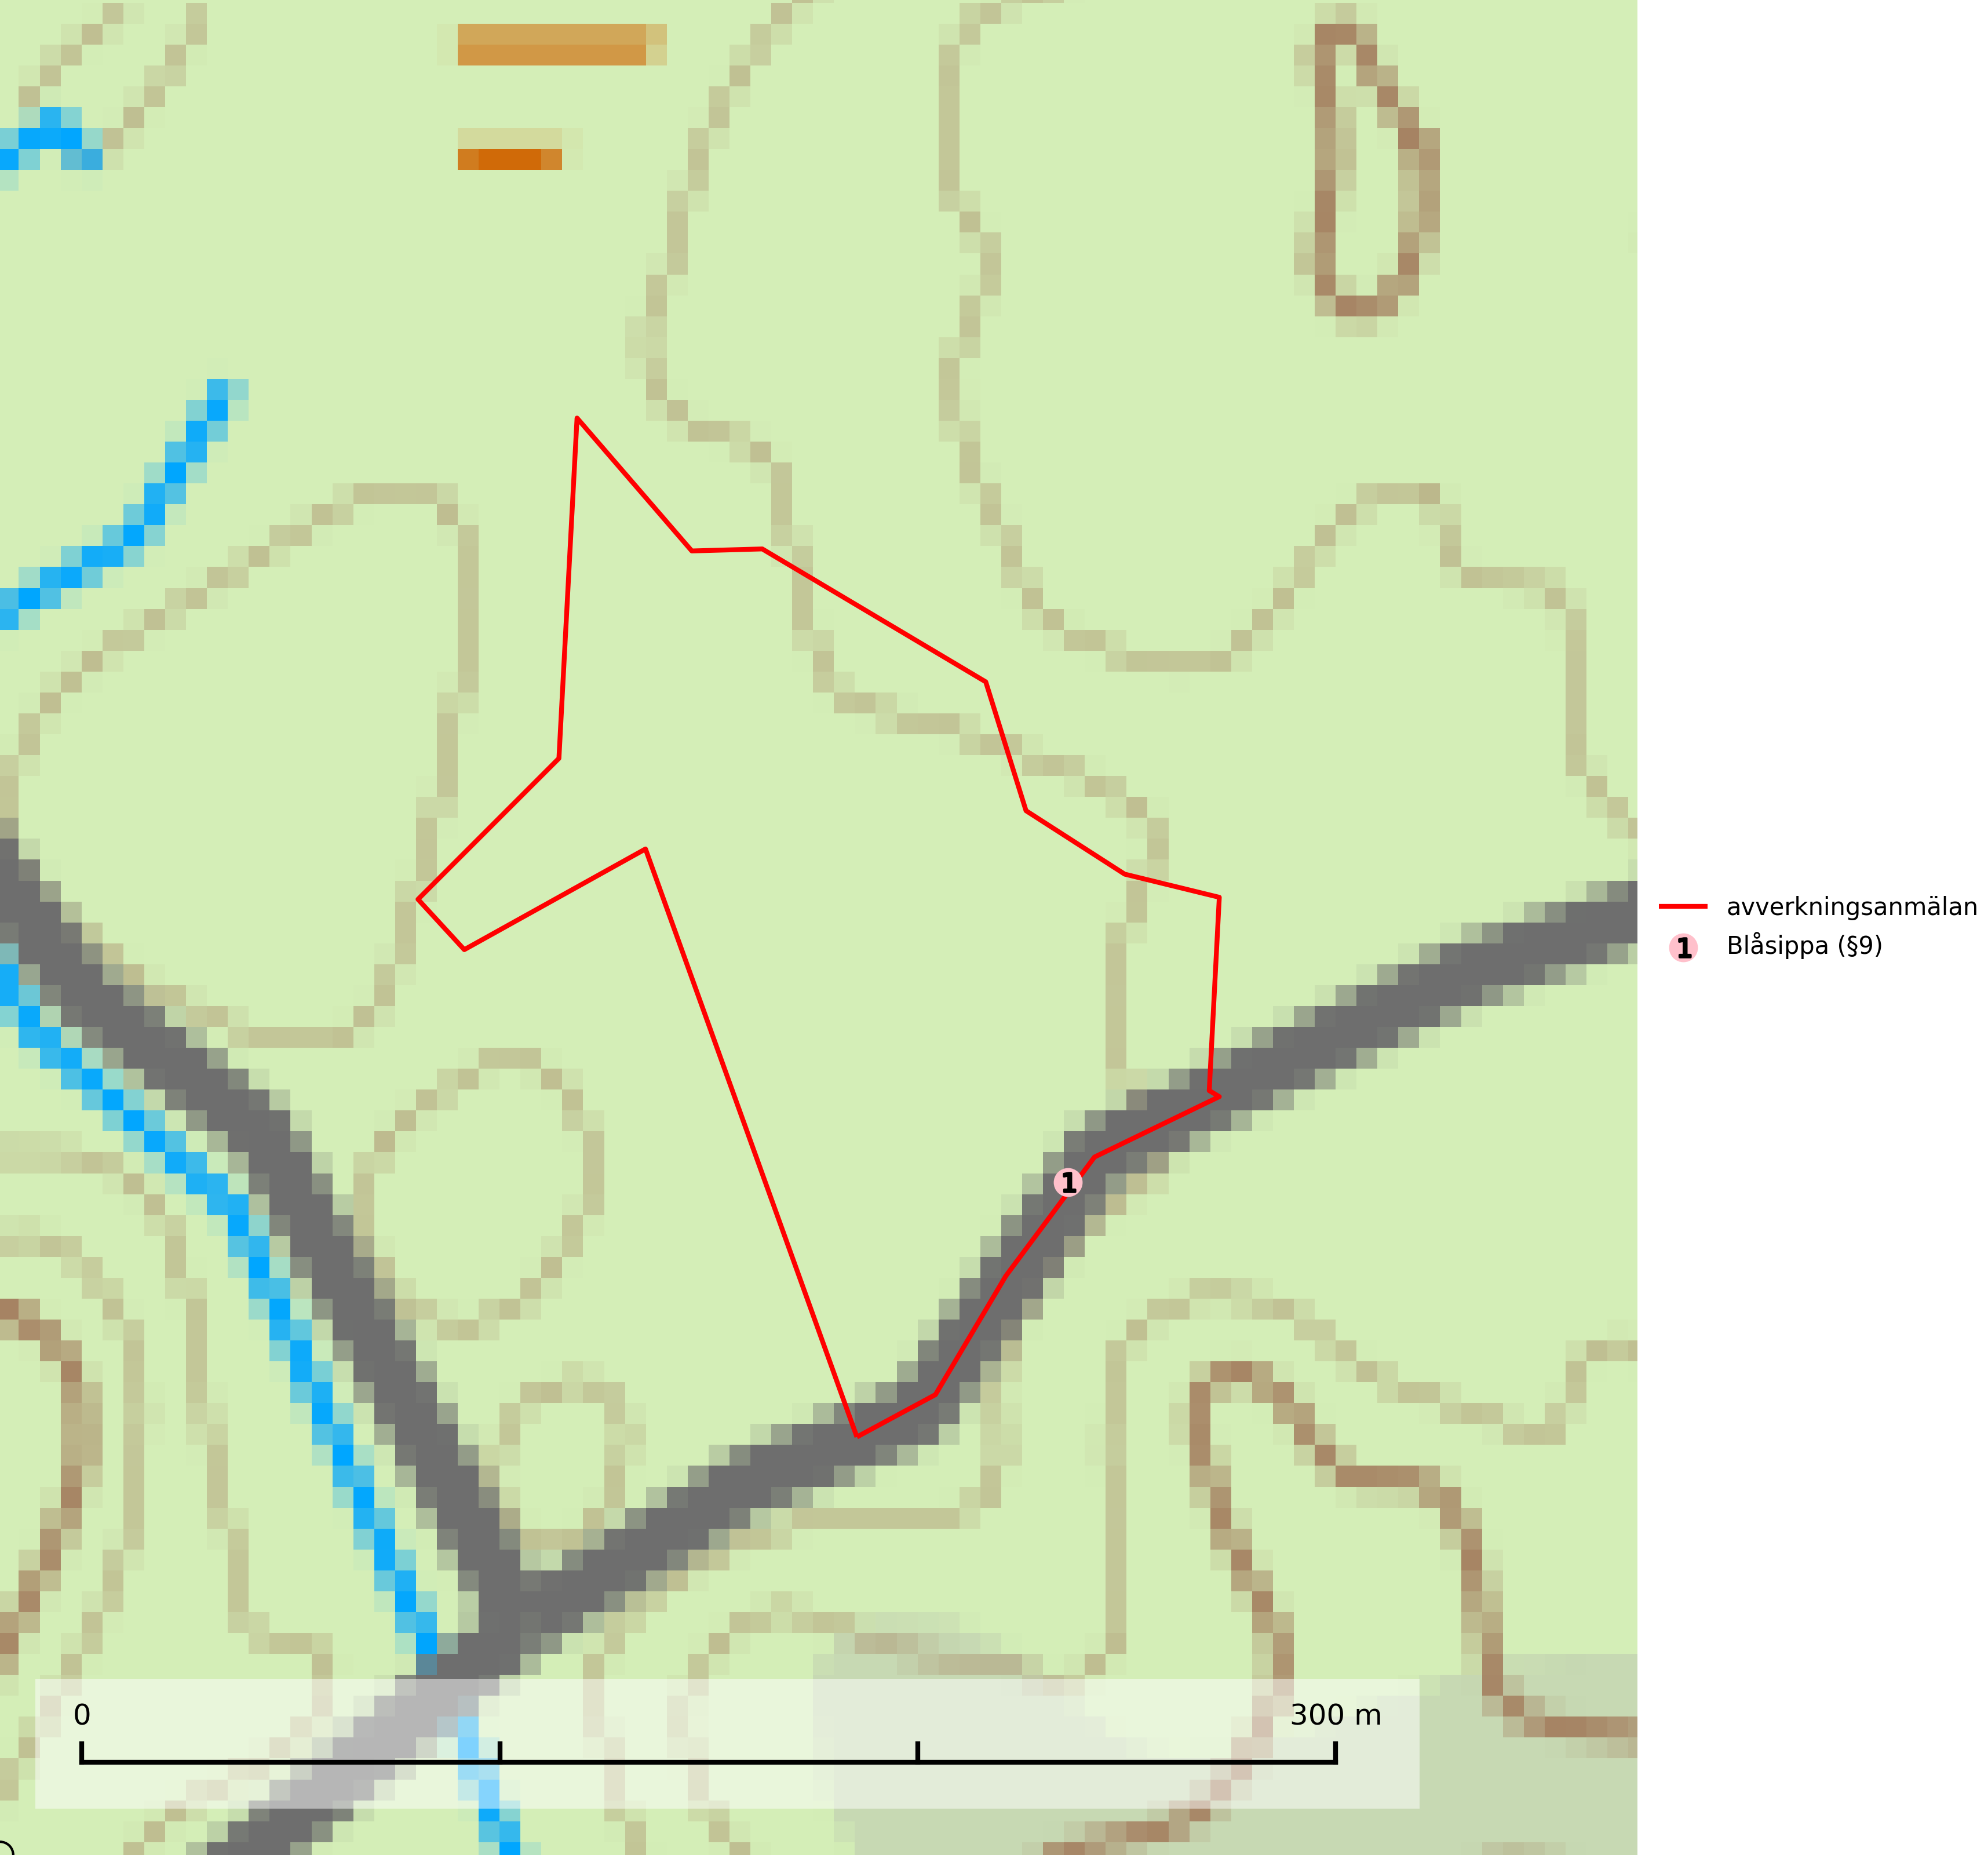 avverkningsanmälan
1 Blåsippa (§9)
1
0 300 m